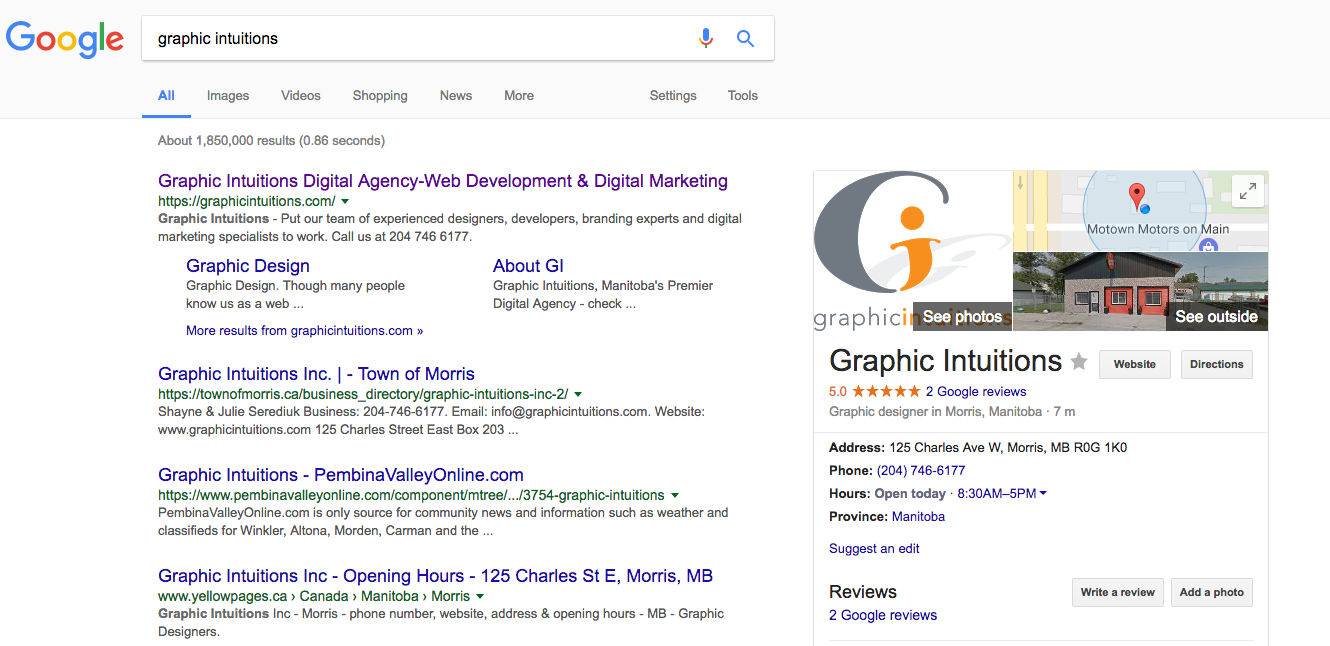 Google
graphic intuitions
All Images Videos Shopping News More Settings Tools
About 1,850,000 results (0.86 seconds)
Graphic Intuitions Digital Agency-Web Development & Digital Marketing
https://graphicintuitions.com/
Graphic Intuitions - Put our team of experienced designers, developers, branding experts and digital
marketing specialists to work. Call us at 204 746 6177.
Graphic Design
Graphic Design. Though many people
know us as a web ...
About GI
Graphic Intuitions, Manitoba's Premier
Digital Agency - check ...
More results from graphicintuitions.com »
Graphic Intuitions Inc. | - Town of Morris
https://townofmorris.ca/business_directory/graphic-intuitions-inc-2/
Shayne & Julie Serediuk Business: 204-746-6177. Email: info@graphicintuitions.com. Website:
www.graphicintuitions.com 125 Charles Street East Box 203 ...
Graphic Intuitions - PembinaValleyOnline.com
https://www.pembinavalleyonline.com/component/mtree/.../3754-graphic-intuitions
PembinaValleyOnline.com is only source for community news and information such as weather and
classifieds for Winkler, Altona, Morden, Carman and the ...
Graphic Intuitions Inc - Opening Hours - 125 Charles St E, Morris, MB
www.yellowpages.ca › Canada › Manitoba › Morris
Graphic Intuitions Inc - Morris - phone number, website, address & opening hours - MB - Graphic
Designers.
graphicintuitions
See photos
Motown Motors on Main
See outside
Graphic Intuitions
Website
Directions
5.0 ★★★★★ 2 Google reviews
Graphic designer in Morris, Manitoba · 7 m
Address: 125 Charles Ave W, Morris, MB R0G 1K0
Phone: (204) 746-6177
Hours: Open today · 8:30AM–5PM
Province: Manitoba
Suggest an edit
Reviews
Write a review
Add a photo
2 Google reviews